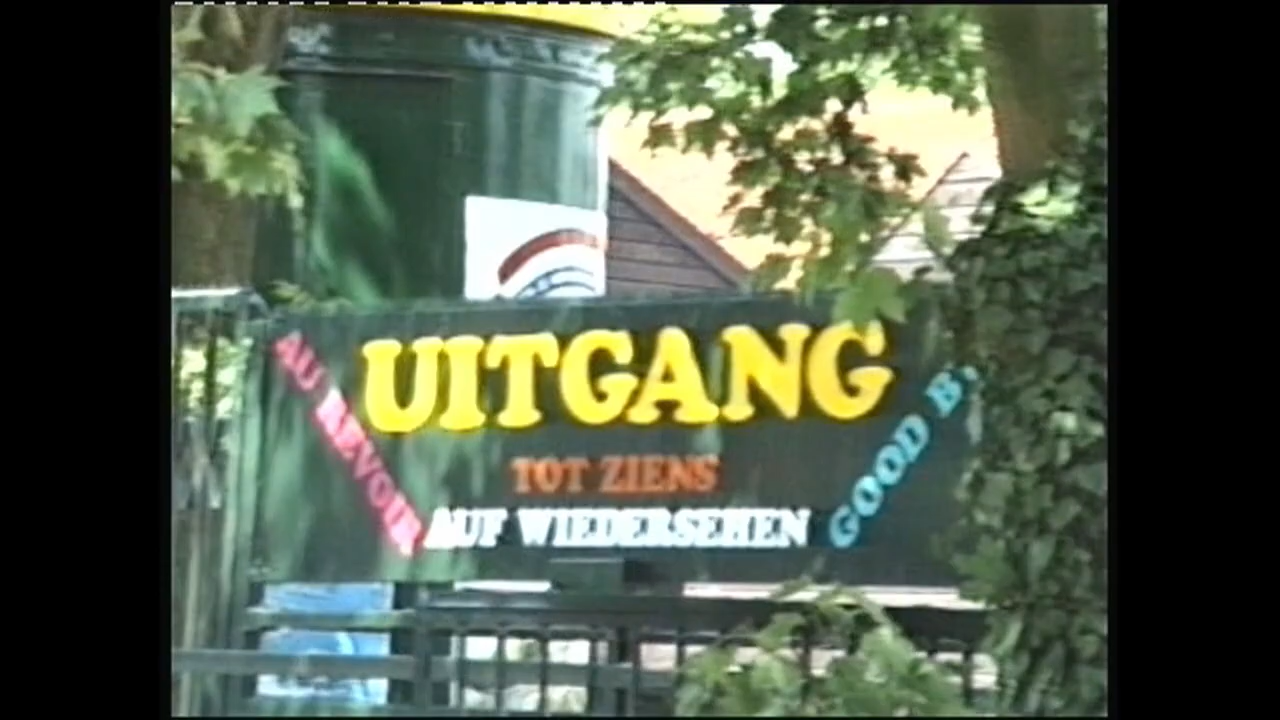 UITGANG
AU REVOIR
TOT ZIENS
AUF WIEDERSEHEN
GOOD